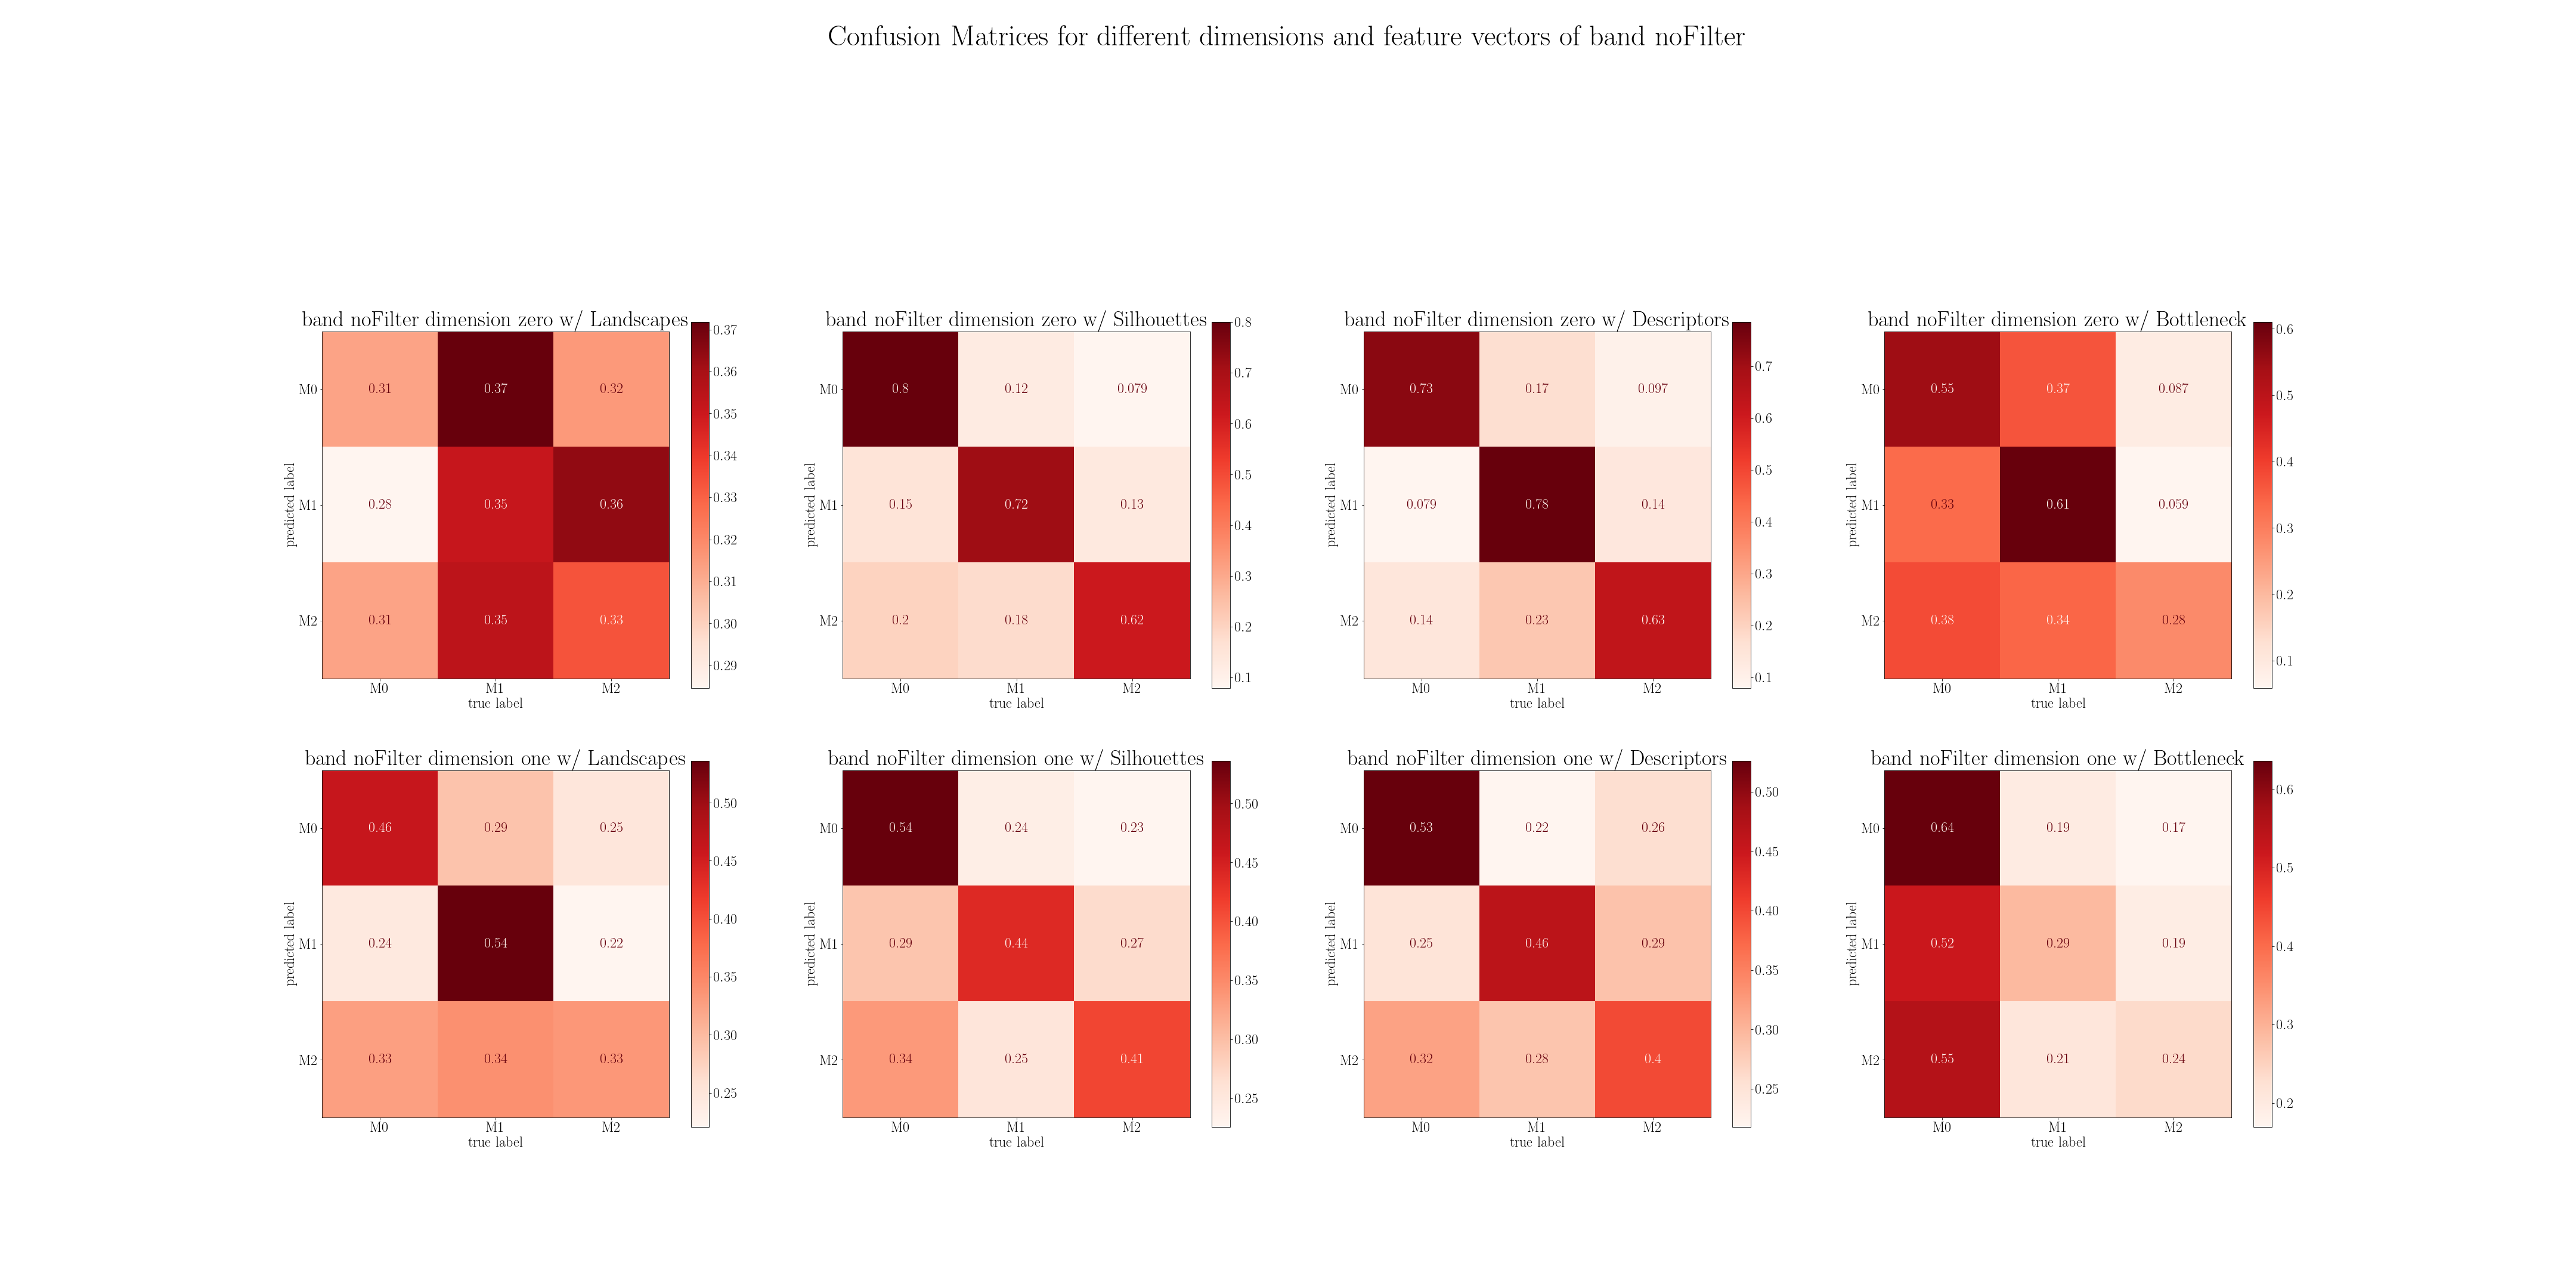 Confusion Matrices for different dimensions and feature vectors of band noFilter
band noFilter dimension zero w/ Landscapes
predicted label
M0 0.31 0.37 0.32
M1 0.28 0.35 0.36
M2 0.31 0.35 0.33
M0 M1 M2
true label
0.37
0.36
0.35
0.34
0.33
0.32
0.31
0.30
0.29
band noFilter dimension zero w/ Silhouettes
predicted label
M0 0.8 0.12 0.079
M1 0.15 0.72 0.13
M2 0.2 0.18 0.62
M0 M1 M2
true label
0.8
0.7
0.6
0.5
0.4
0.3
0.2
0.1
band noFilter dimension zero w/ Descriptors
predicted label
M0 0.73 0.17 0.097
M1 0.079 0.78 0.14
M2 0.14 0.23 0.63
M0 M1 M2
true label
0.7
0.6
0.5
0.4
0.3
0.2
0.1
band noFilter dimension zero w/ Bottleneck
predicted label
M0 0.55 0.37 0.087
M1 0.33 0.61 0.059
M2 0.38 0.34 0.28
M0 M1 M2
true label
0.6
0.5
0.4
0.3
0.2
0.1
band noFilter dimension one w/ Landscapes
predicted label
M0 0.46 0.29 0.25
M1 0.24 0.54 0.22
M2 0.33 0.34 0.33
M0 M1 M2
true label
0.50
0.45
0.40
0.35
0.30
0.25
band noFilter dimension one w/ Silhouettes
predicted label
M0 0.54 0.24 0.23
M1 0.29 0.44 0.27
M2 0.34 0.25 0.41
M0 M1 M2
true label
0.50
0.45
0.40
0.35
0.30
0.25
band noFilter dimension one w/ Descriptors
predicted label
M0 0.53 0.22 0.26
M1 0.25 0.46 0.29
M2 0.32 0.28 0.4
M0 M1 M2
true label
0.50
0.45
0.40
0.35
0.30
0.25
band noFilter dimension one w/ Bottleneck
predicted label
M0 0.64 0.19 0.17
M1 0.52 0.29 0.19
M2 0.55 0.21 0.24
M0 M1 M2
true label
0.6
0.5
0.4
0.3
0.2